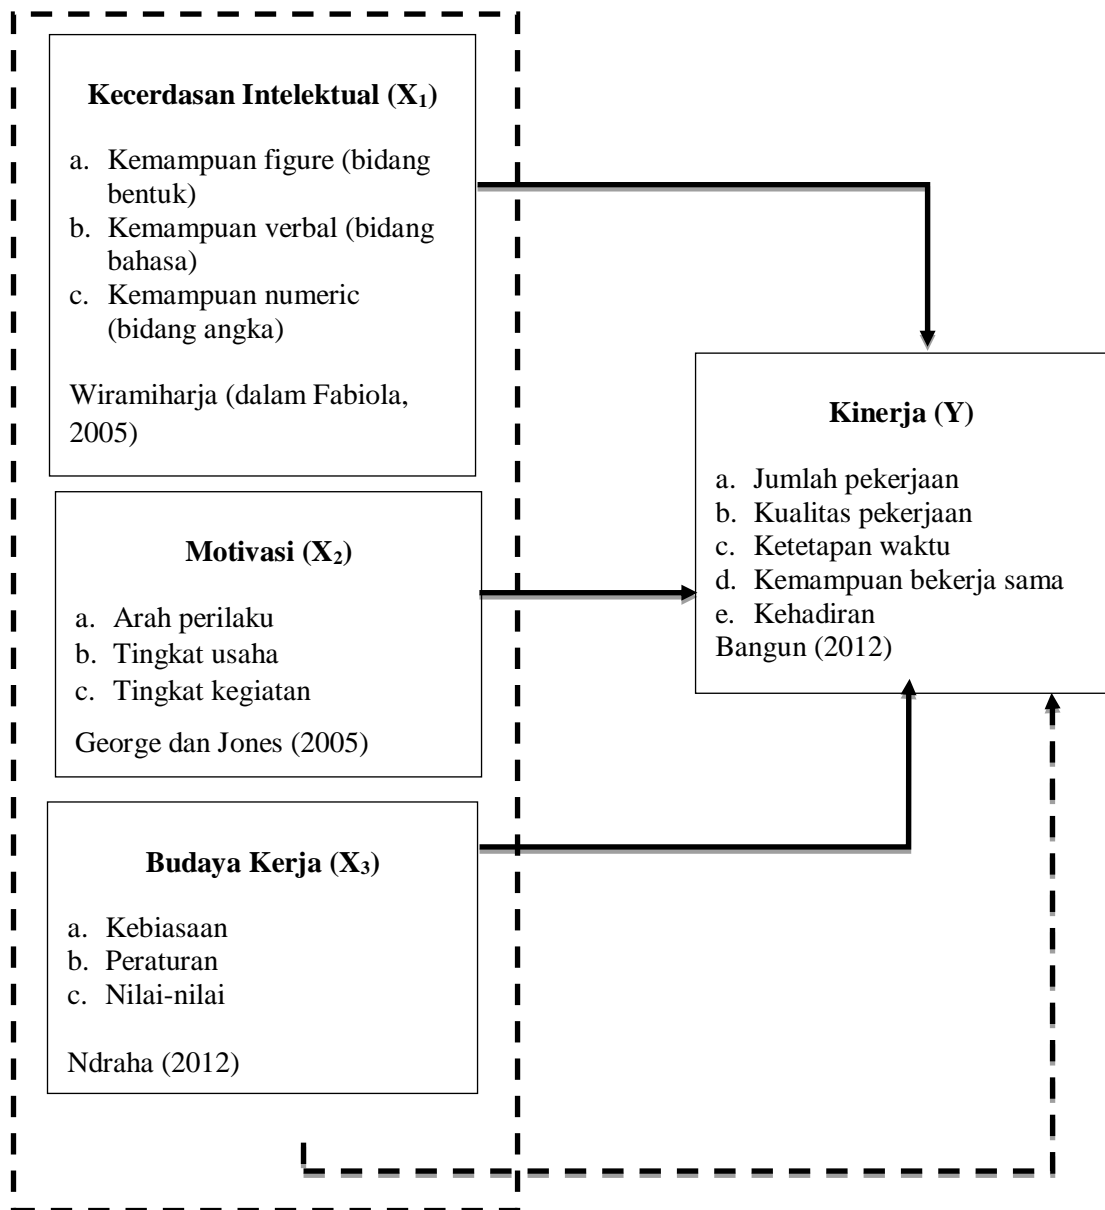 Kecerdasan Intelektual (X₁)
a. Kemampuan figure (bidang
bentuk)
b. Kemampuan verbal (bidang
bahasa)
c. Kemampuan numeric
(bidang angka)
Wiramiharja (dalam Fabiola,
2005)
Motivasi (X₂)
a. Arah perilaku
b. Tingkat usaha
c. Tingkat kegiatan
George dan Jones (2005)
Budaya Kerja (X₃)
a. Kebiasaan
b. Peraturan
c. Nilai-nilai
Ndraha (2012)
Kinerja (Y)
a. Jumlah pekerjaan
b. Kualitas pekerjaan
c. Ketetapan waktu
d. Kemampuan bekerja sama
e. Kehadiran
Bangun (2012)